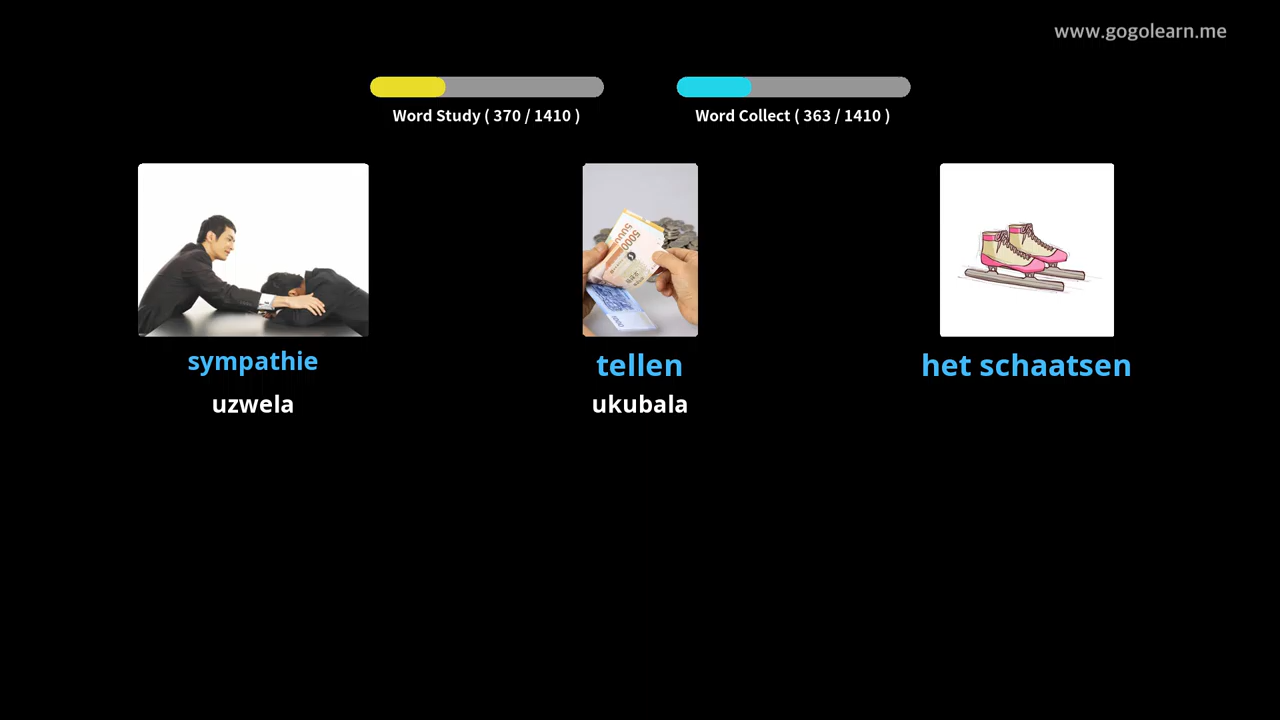 www.gogolearn.me
Word Study ( 370 / 1410 )
Word Collect ( 363 / 1410 )
sympathie
tellen
het schaatsen
uzwela
ukubala